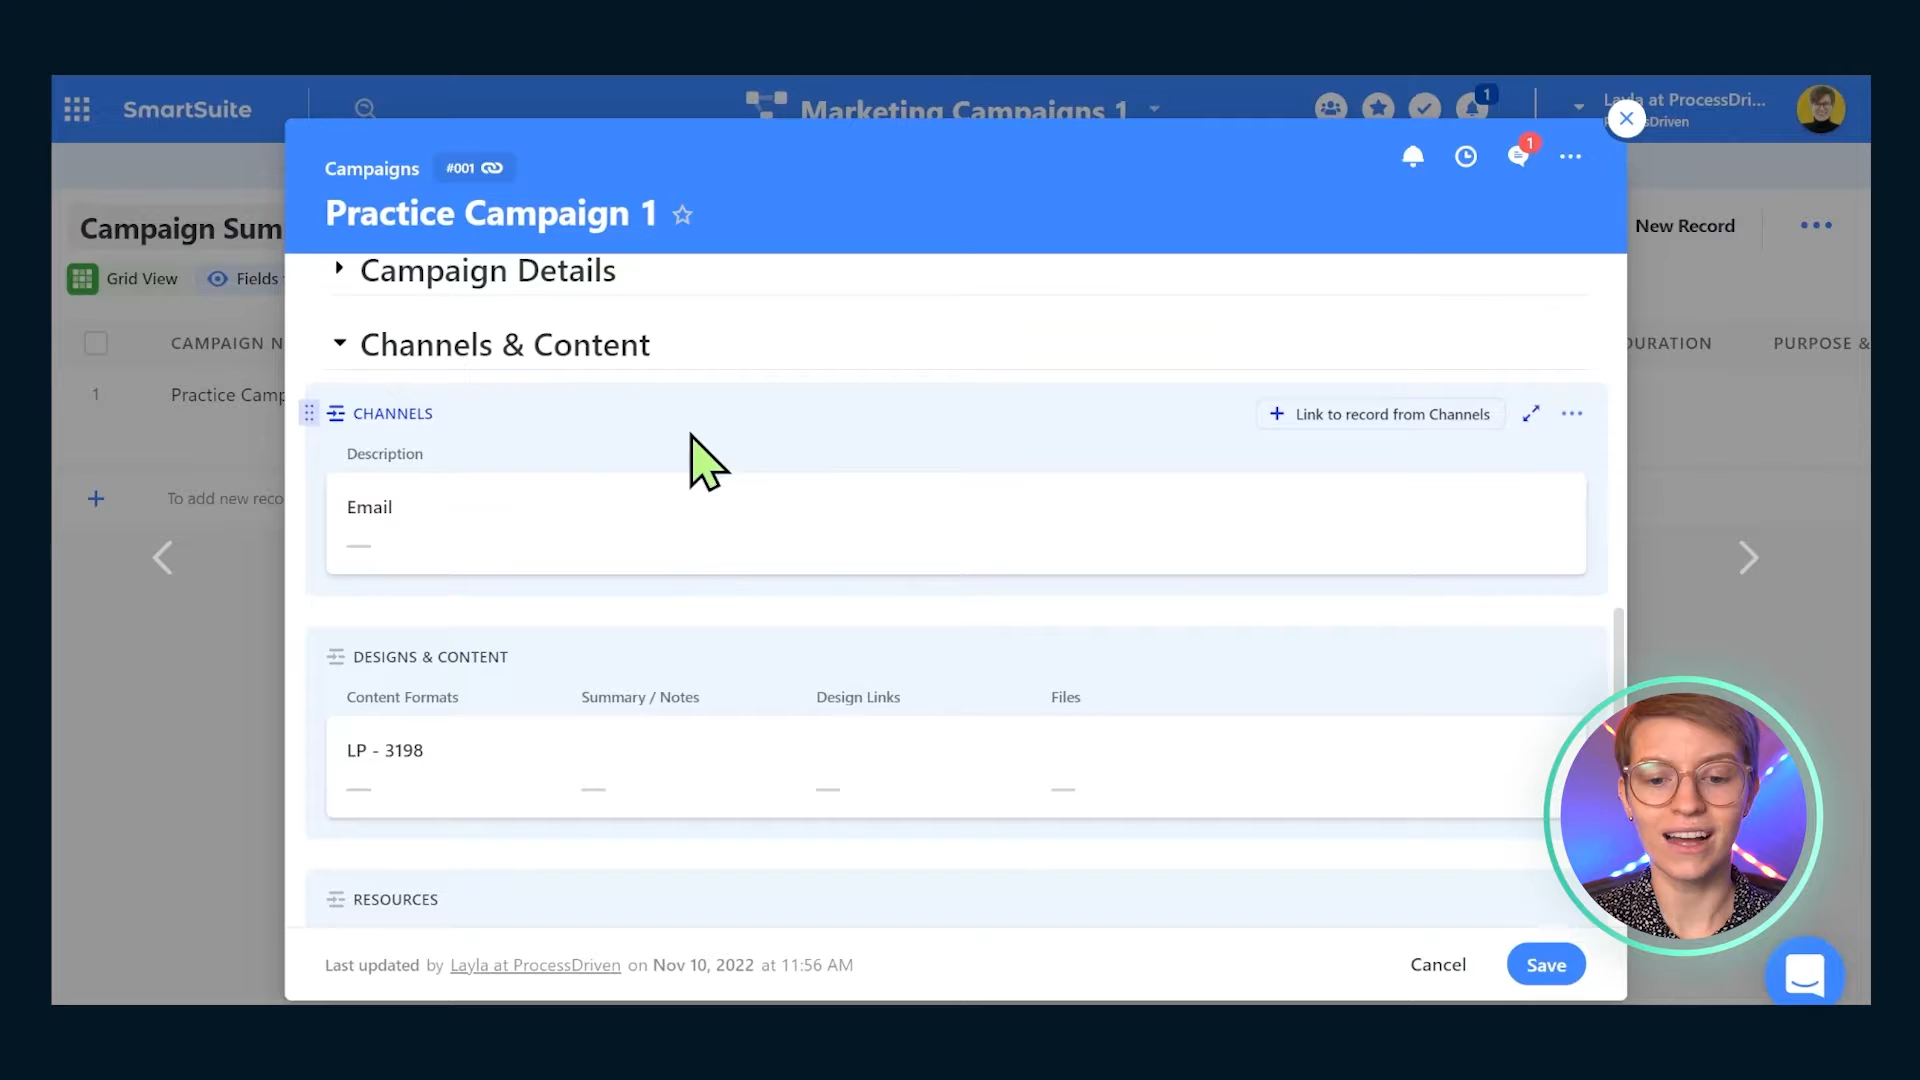 SmartSuite
Marketing Campaigns 1
1
Layla at ProcessDri...
Campaigns
#001
1
Practice Campaign 1
Campaign Sum
New Record
Grid View
Fields
Campaign Details
CAMPAIGN N
DURATION
PURPOSE &
Channels & Content
1
Practice Camp
CHANNELS
Link to record from Channels
Description
To add new reco
Email
DESIGNS & CONTENT
Content Formats
Summary / Notes
Design Links
Files
LP - 3198
RESOURCES
Last updated by Layla at ProcessDriven on Nov 10, 2022 at 11:56 AM
Cancel
Save